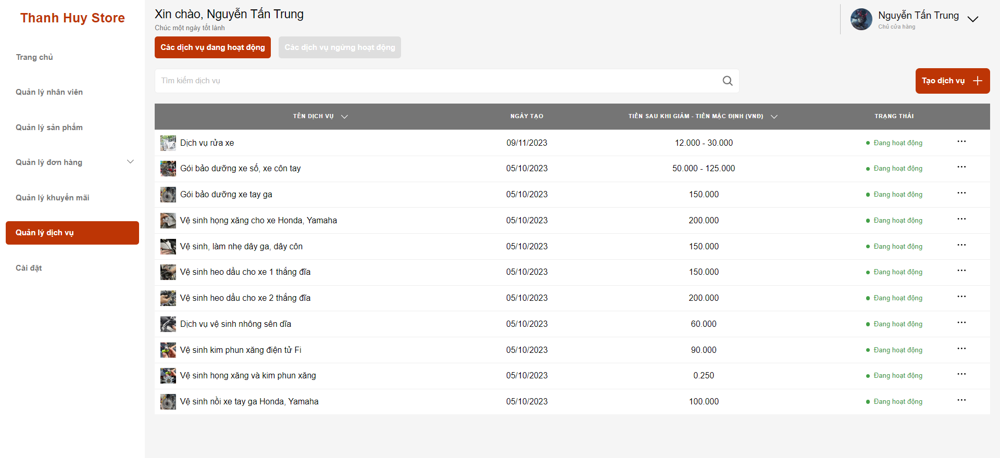 Thanh Huy Store
Trang chủ
Quản lý nhân viên
Quản lý sản phẩm
Quản lý đơn hàng
Quản lý khuyến mãi
Quản lý dịch vụ
Cài đặt
Xin chào, Nguyễn Tấn Trung
Chúc một ngày tốt lành
Nguyễn Tấn Trung
Chủ cửa hàng
Các dịch vụ đang hoạt động Các dịch vụ ngừng hoạt động
Tìm kiếm dịch vụ
Tạo dịch vụ
TÊN DỊCH VỤ NGÀY TẠO TIỀN SAU KHI GIẢM - TIỀN MẶC ĐỊNH (VNĐ) TRẠNG THÁI
Dịch vụ rửa xe 09/11/2023 12.000 - 30.000 Đang hoạt động
Gói bảo dưỡng xe số, xe côn tay 05/10/2023 50.000 - 125.000 Đang hoạt động
Gói bảo dưỡng xe tay ga 05/10/2023 150.000 Đang hoạt động
Vệ sinh họng xăng cho xe Honda, Yamaha 05/10/2023 200.000 Đang hoạt động
Vệ sinh, làm nhẹ dây ga, dây côn 05/10/2023 150.000 Đang hoạt động
Vệ sinh heo dầu cho xe 1 thắng đĩa 05/10/2023 150.000 Đang hoạt động
Vệ sinh heo dầu cho xe 2 thắng đĩa 05/10/2023 200.000 Đang hoạt động
Dịch vụ vệ sinh nhông sên dĩa 05/10/2023 60.000 Đang hoạt động
Vệ sinh kim phun xăng điện tử Fi 05/10/2023 90.000 Đang hoạt động
Vệ sinh họng xăng và kim phun xăng 05/10/2023 0.250 Đang hoạt động
Vệ sinh nồi xe tay ga Honda, Yamaha 05/10/2023 100.000 Đang hoạt động